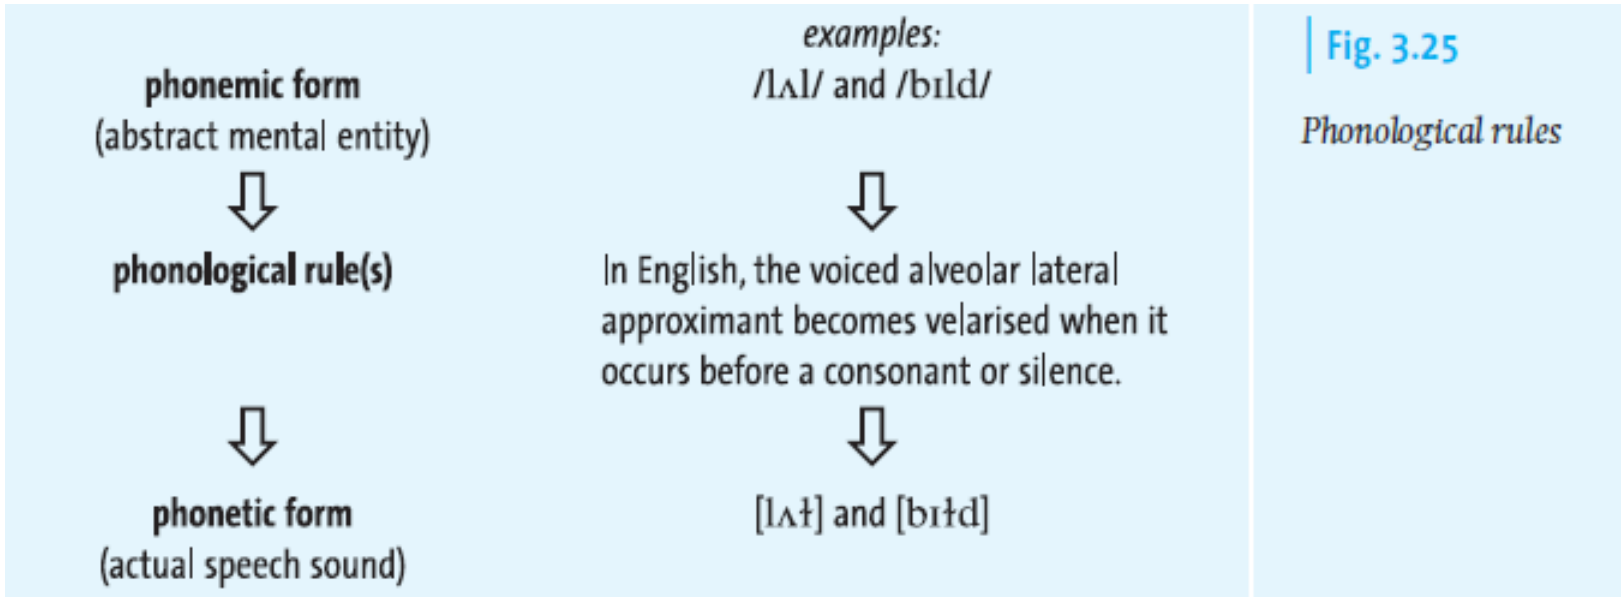 examples:
phonemic form
/lʌl/ and /bɪld/
(abstract mental entity)
phonological rule(s)
In English, the voiced alveolar lateral
approximant becomes velarised when it
occurs before a consonant or silence.
phonetic form
[lʌɫ] and [bɪɫd]
(actual speech sound)
Fig. 3.25
Phonological rules